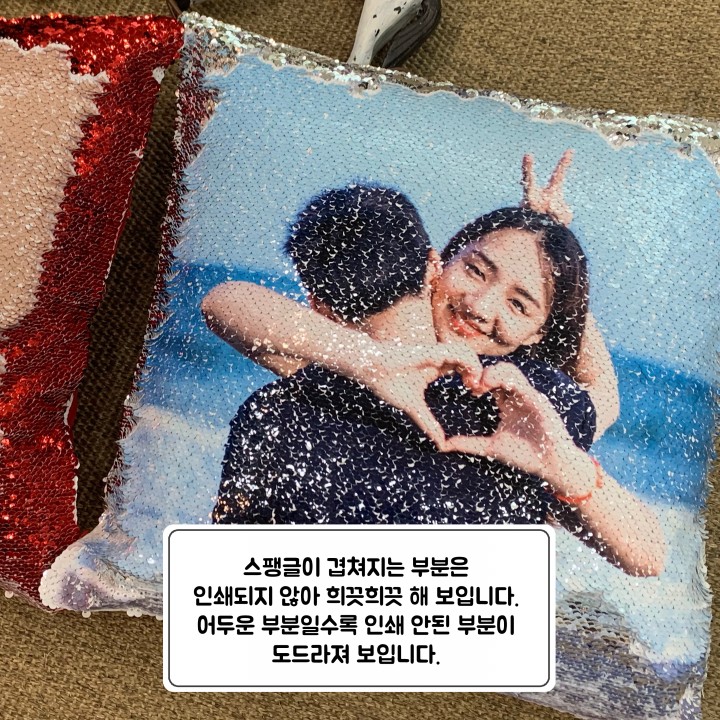 스팽글이 겹쳐지는 부분은
인쇄되지 않아 희끗희끗 해 보입니다.
어두운 부분일수록 인쇄 안된 부분이
도드라져 보입니다.